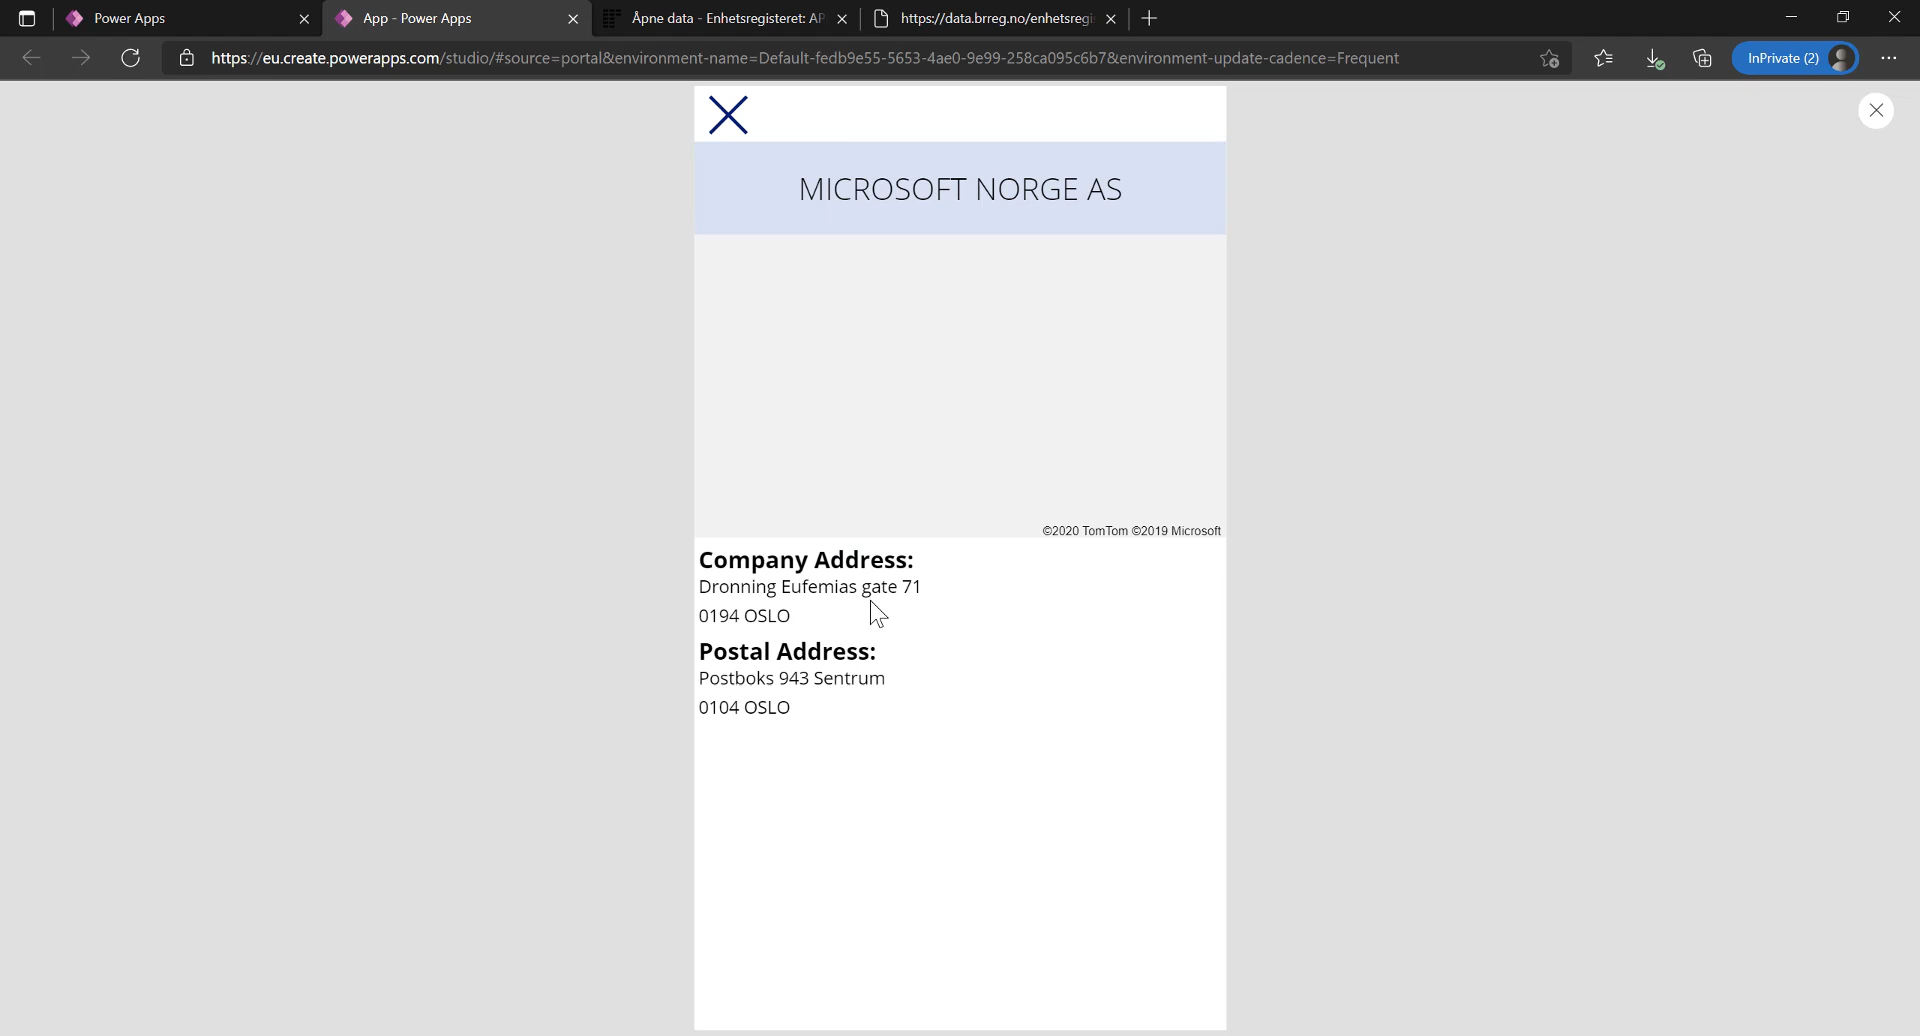 Power Apps
App - Power Apps
Åpne data - Enhetsregisteret: AP
https://data.brreg.no/enhetsregi
https://eu.create.powerapps.com/studio/#source=portal&environment-name=Default-fedb9e55-5653-4ae0-9e99-258ca095c6b7&environment-update-cadence=Frequent
InPrivate (2)
MICROSOFT NORGE AS
©2020 TomTom ©2019 Microsoft
Company Address:
Dronning Eufemias gate 71
0194 OSLO
Postal Address:
Postboks 943 Sentrum
0104 OSLO